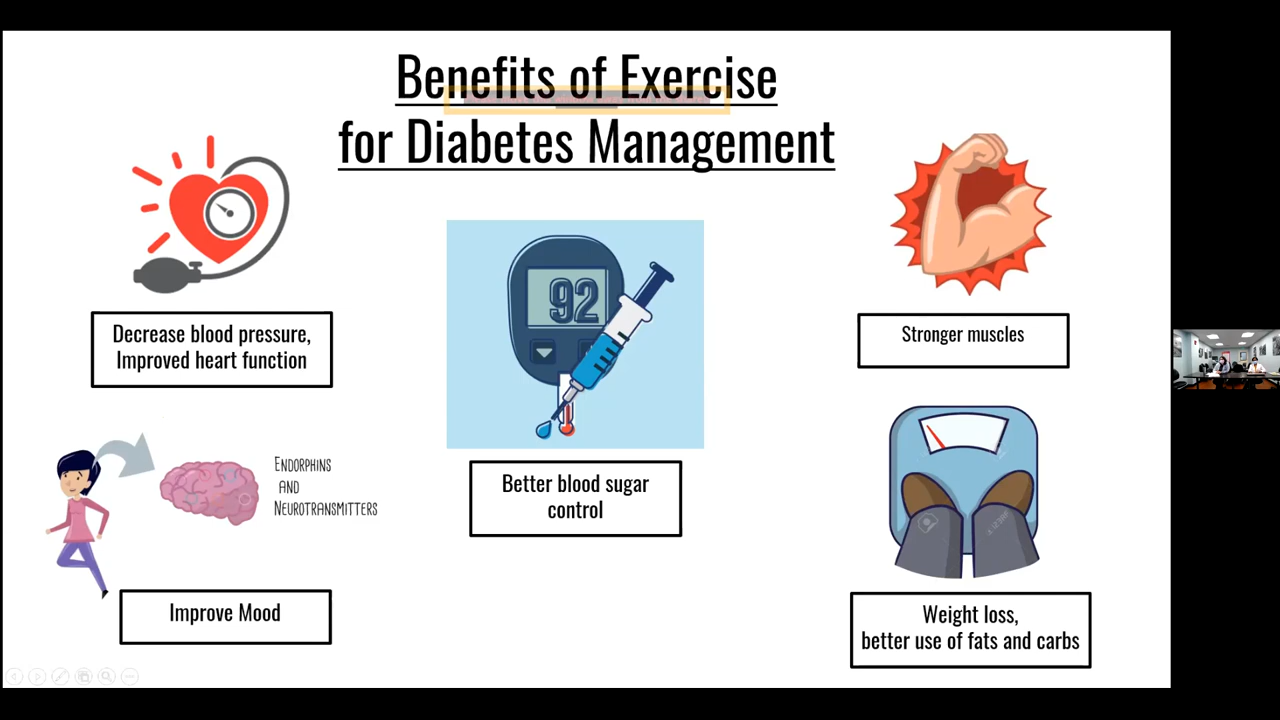 Benefits of Exercise
for Diabetes Management
Decrease blood pressure,
Improved heart function
92
Stronger muscles
ENDORPHINS
AND
NEUROTRANSMITTERS
Better blood sugar
control
Improve Mood
Weight loss,
better use of fats and carbs